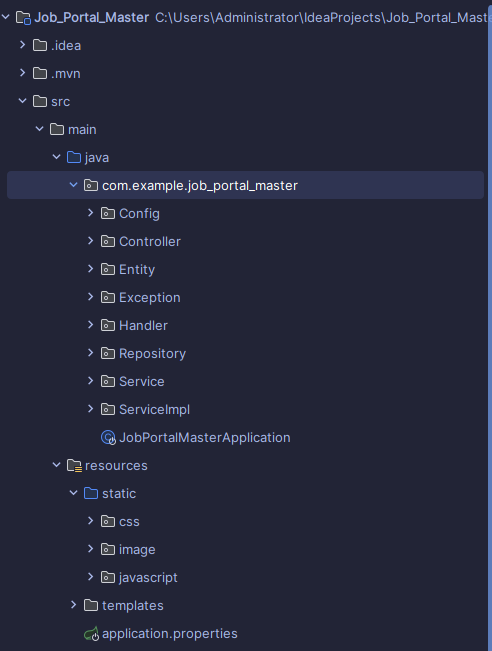 Job_Portal_Master C:\Users\Administrator\IdeaProjects\Job_Portal_Mast
.idea
.mvn
src
main
java
com.example.job_portal_master
Config
Controller
Entity
Exception
Handler
Repository
Service
ServiceImpl
JobPortalMasterApplication
resources
static
css
image
javascript
templates
application.properties